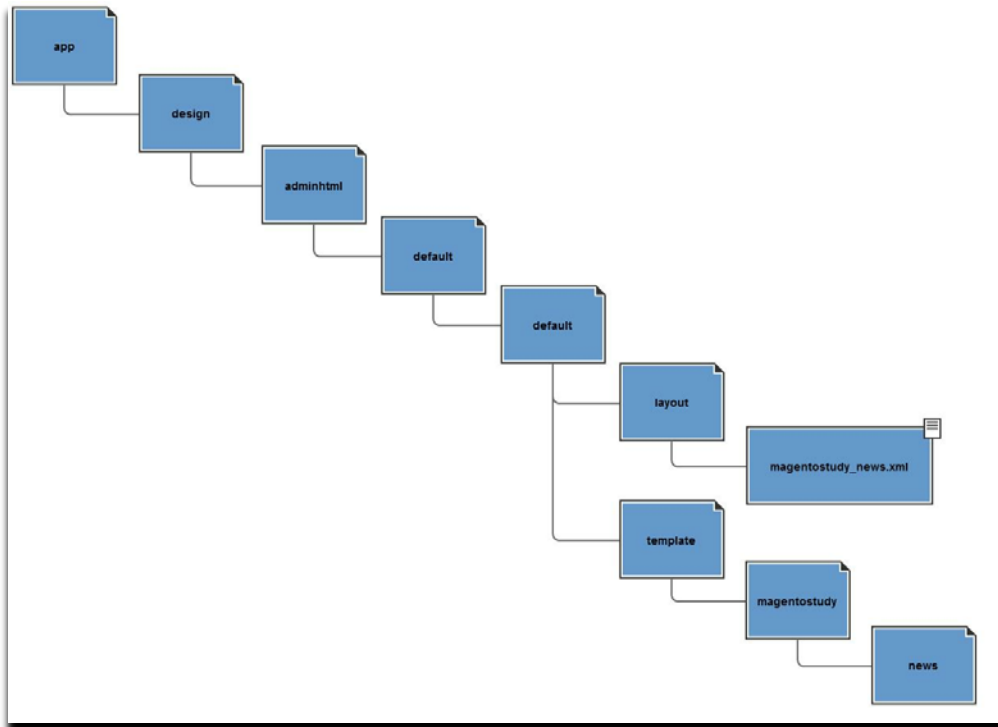 app
design
adminhtml
default
default
layout
magentostudy_news.xml
template
magentostudy
news